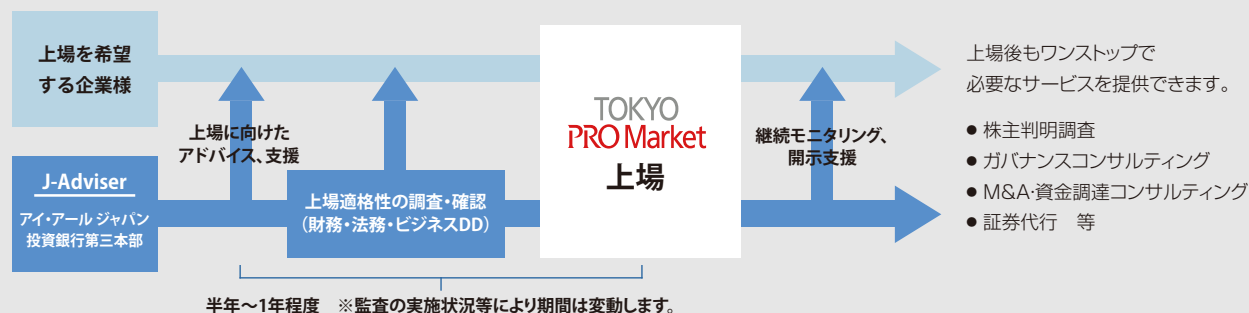 上場を希望
する企業様
J-Adviser
アイ・アール ジャパン
投資銀行第三本部
上場に向けた
アドバイス、支援
上場適格性の調査・確認
（財務・法務・ビジネスDD）
TOKYO
PRO Market
上場
継続モニタリング、
開示支援
上場後もワンストップで
必要なサービスを提供できます。
● 株主判明調査
● ガバナンスコンサルティング
● M&A・資金調達コンサルティング
● 証券代行　等
半年～1年程度　※監査の実施状況等により期間は変動します。